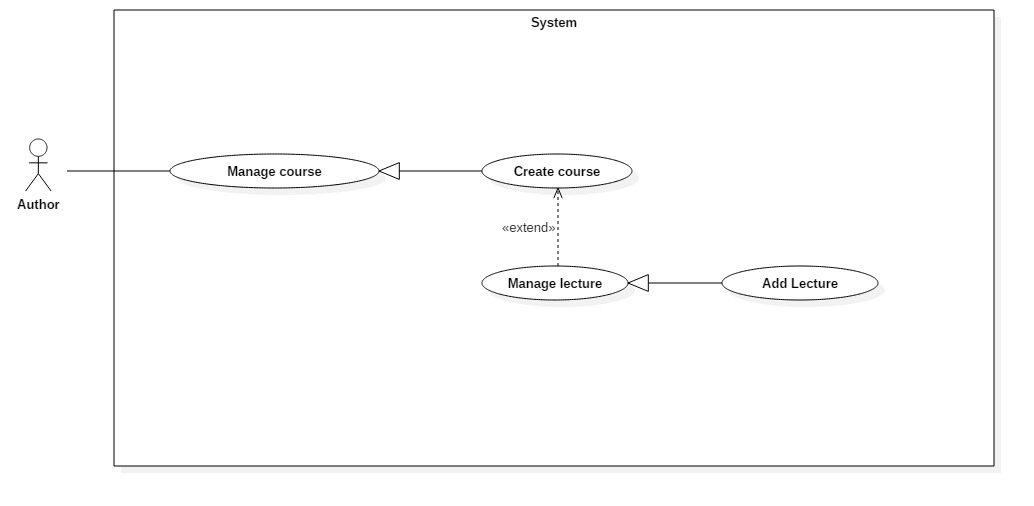 System
Manage course
Create course
Author
«extend»
Manage lecture
Add Lecture